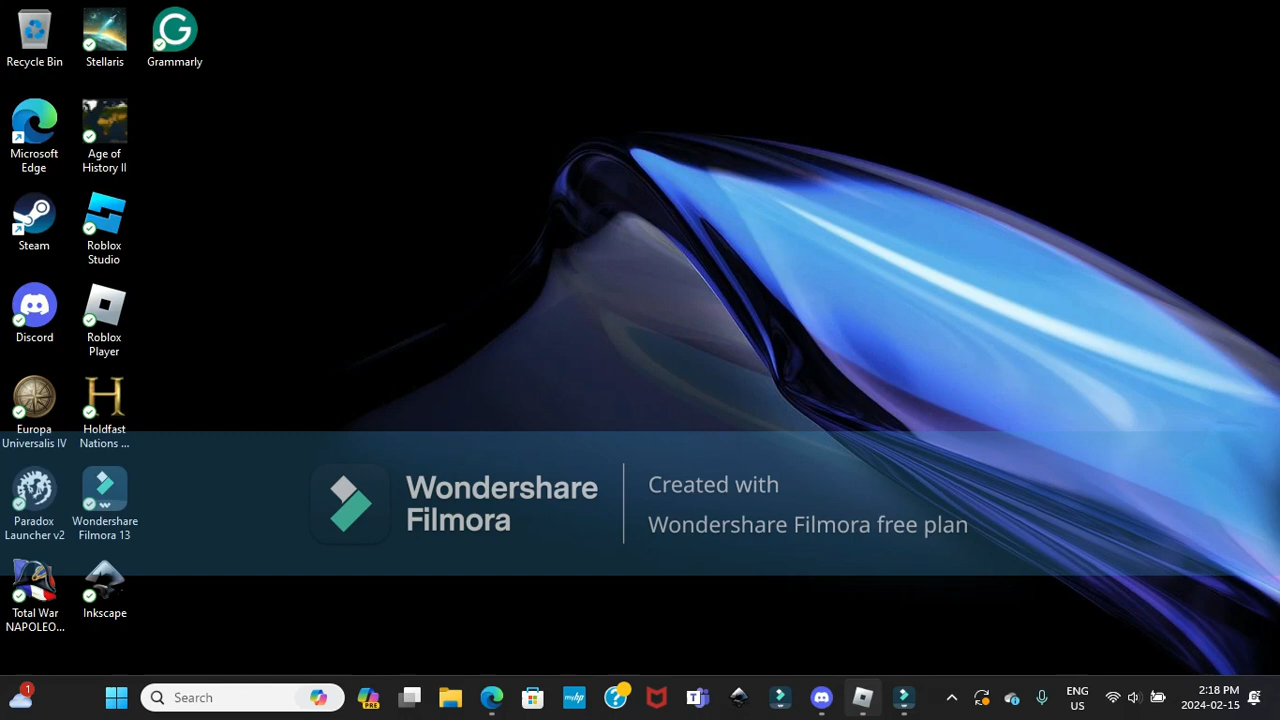 Recycle Bin
Stellaris
Grammarly
Microsoft
Edge
Age of
History II
Steam
Roblox
Studio
Discord
Roblox
Player
Europa
Universalis IV
Holdfast
Nations ...
Paradox
Launcher v2
Wondershare
Filmora 13
Total War
NAPOLEO...
Inkscape
Wondershare
Filmora
Created with
Wondershare Filmora free plan
1
Search
PRE
ENG
US
2:18 PM
2024-02-15